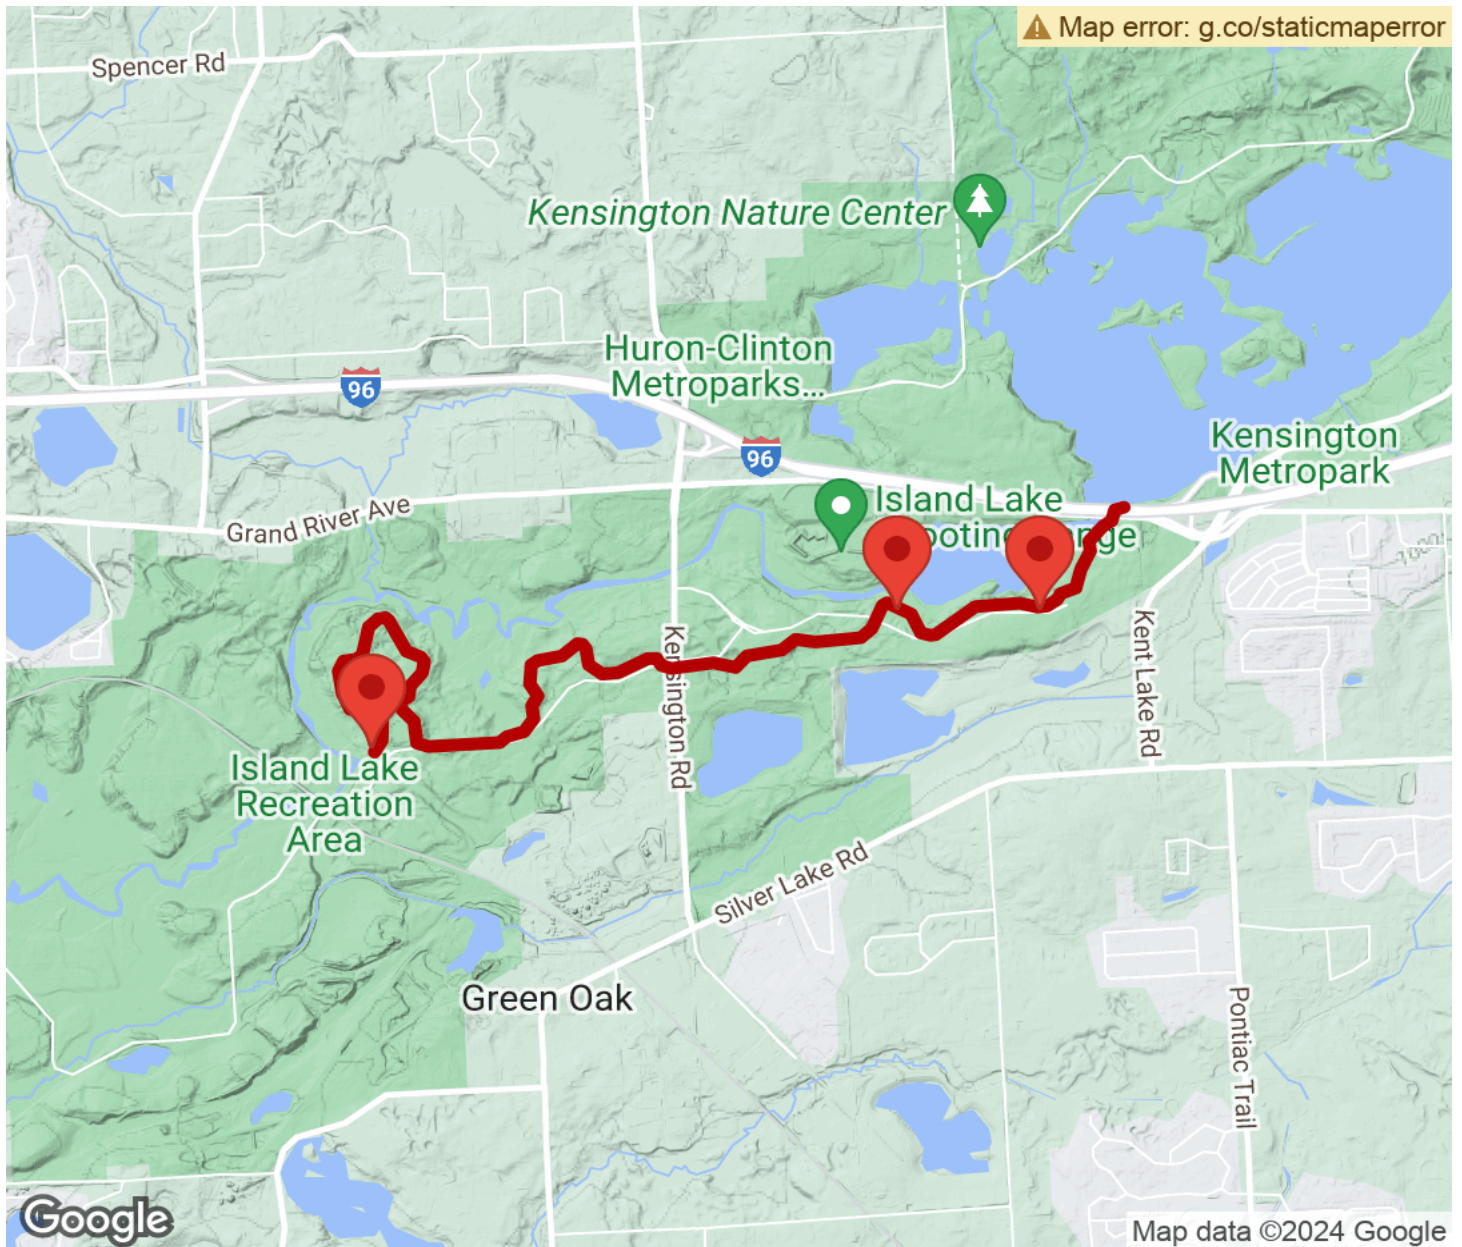 Map error: g.co/staticmaperror
Spencer Rd
Kensington Nature Center
Huron-Clinton
Metroparks...
96
96
Kensington
Metropark
Island Lake
Grand River Ave
Kensington Rd
Kent Lake Rd
Island Lake
Recreation
Area
Silver Lake Rd
Green Oak
Pontiac Trail
Google
Map data ©2024 Google